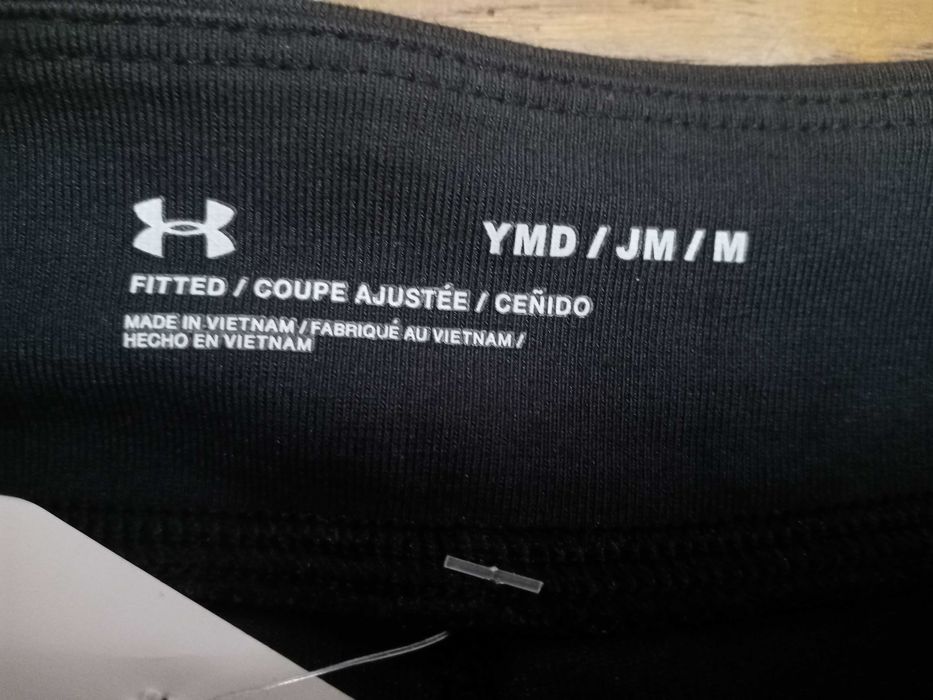 YMD / JM / M
FITTED / COUPE AJUSTÉE / CEÑIDO
MADE IN VIETNAM / FABRIQUÉ AU VIETNAM /
HECHO EN VIETNAM